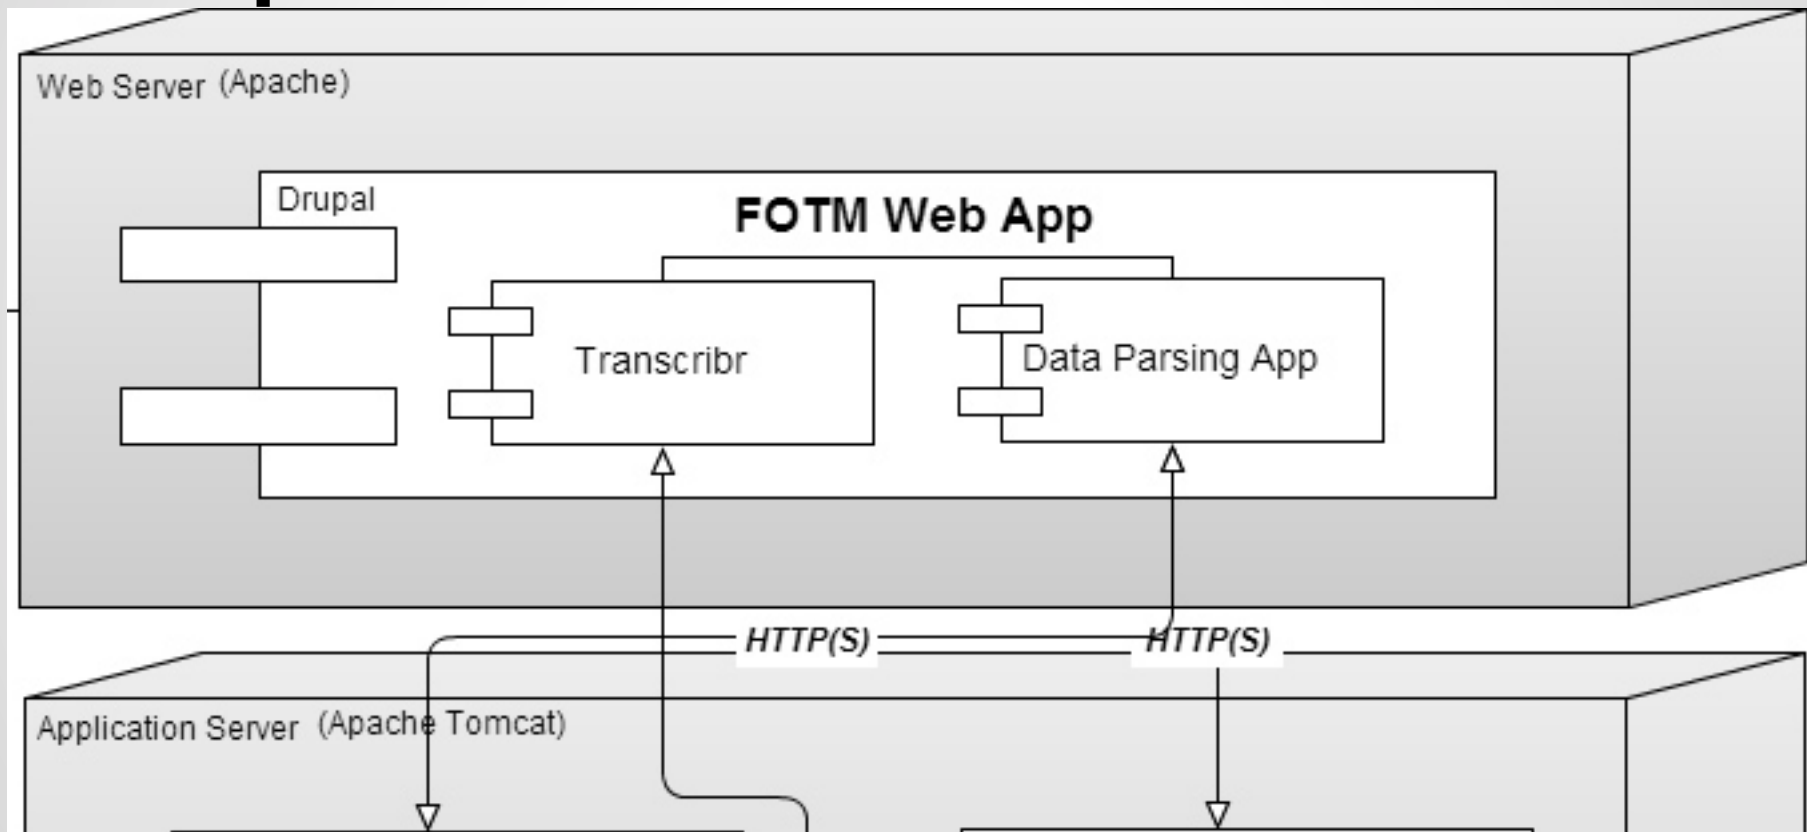 Web Server (Apache)
Drupal
FOTM Web App
Transcribr
Data Parsing App
HTTP(S)
HTTP(S)
Application Server (Apache Tomcat)